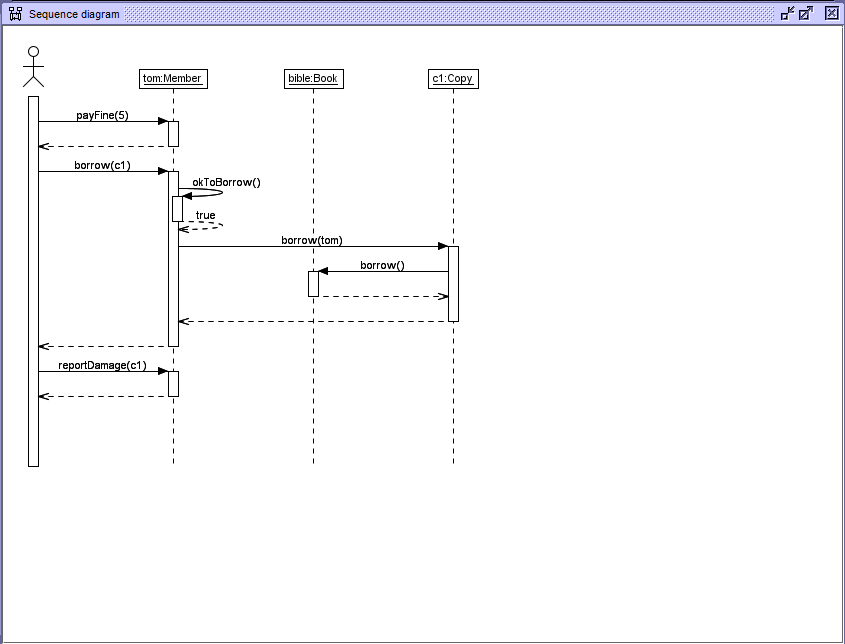 Sequence diagram
tom:Member
bible:Book
c1:Copy
payFine(5)
borrow(c1)
okToBorrow()
true
borrow(tom)
borrow()
reportDamage(c1)